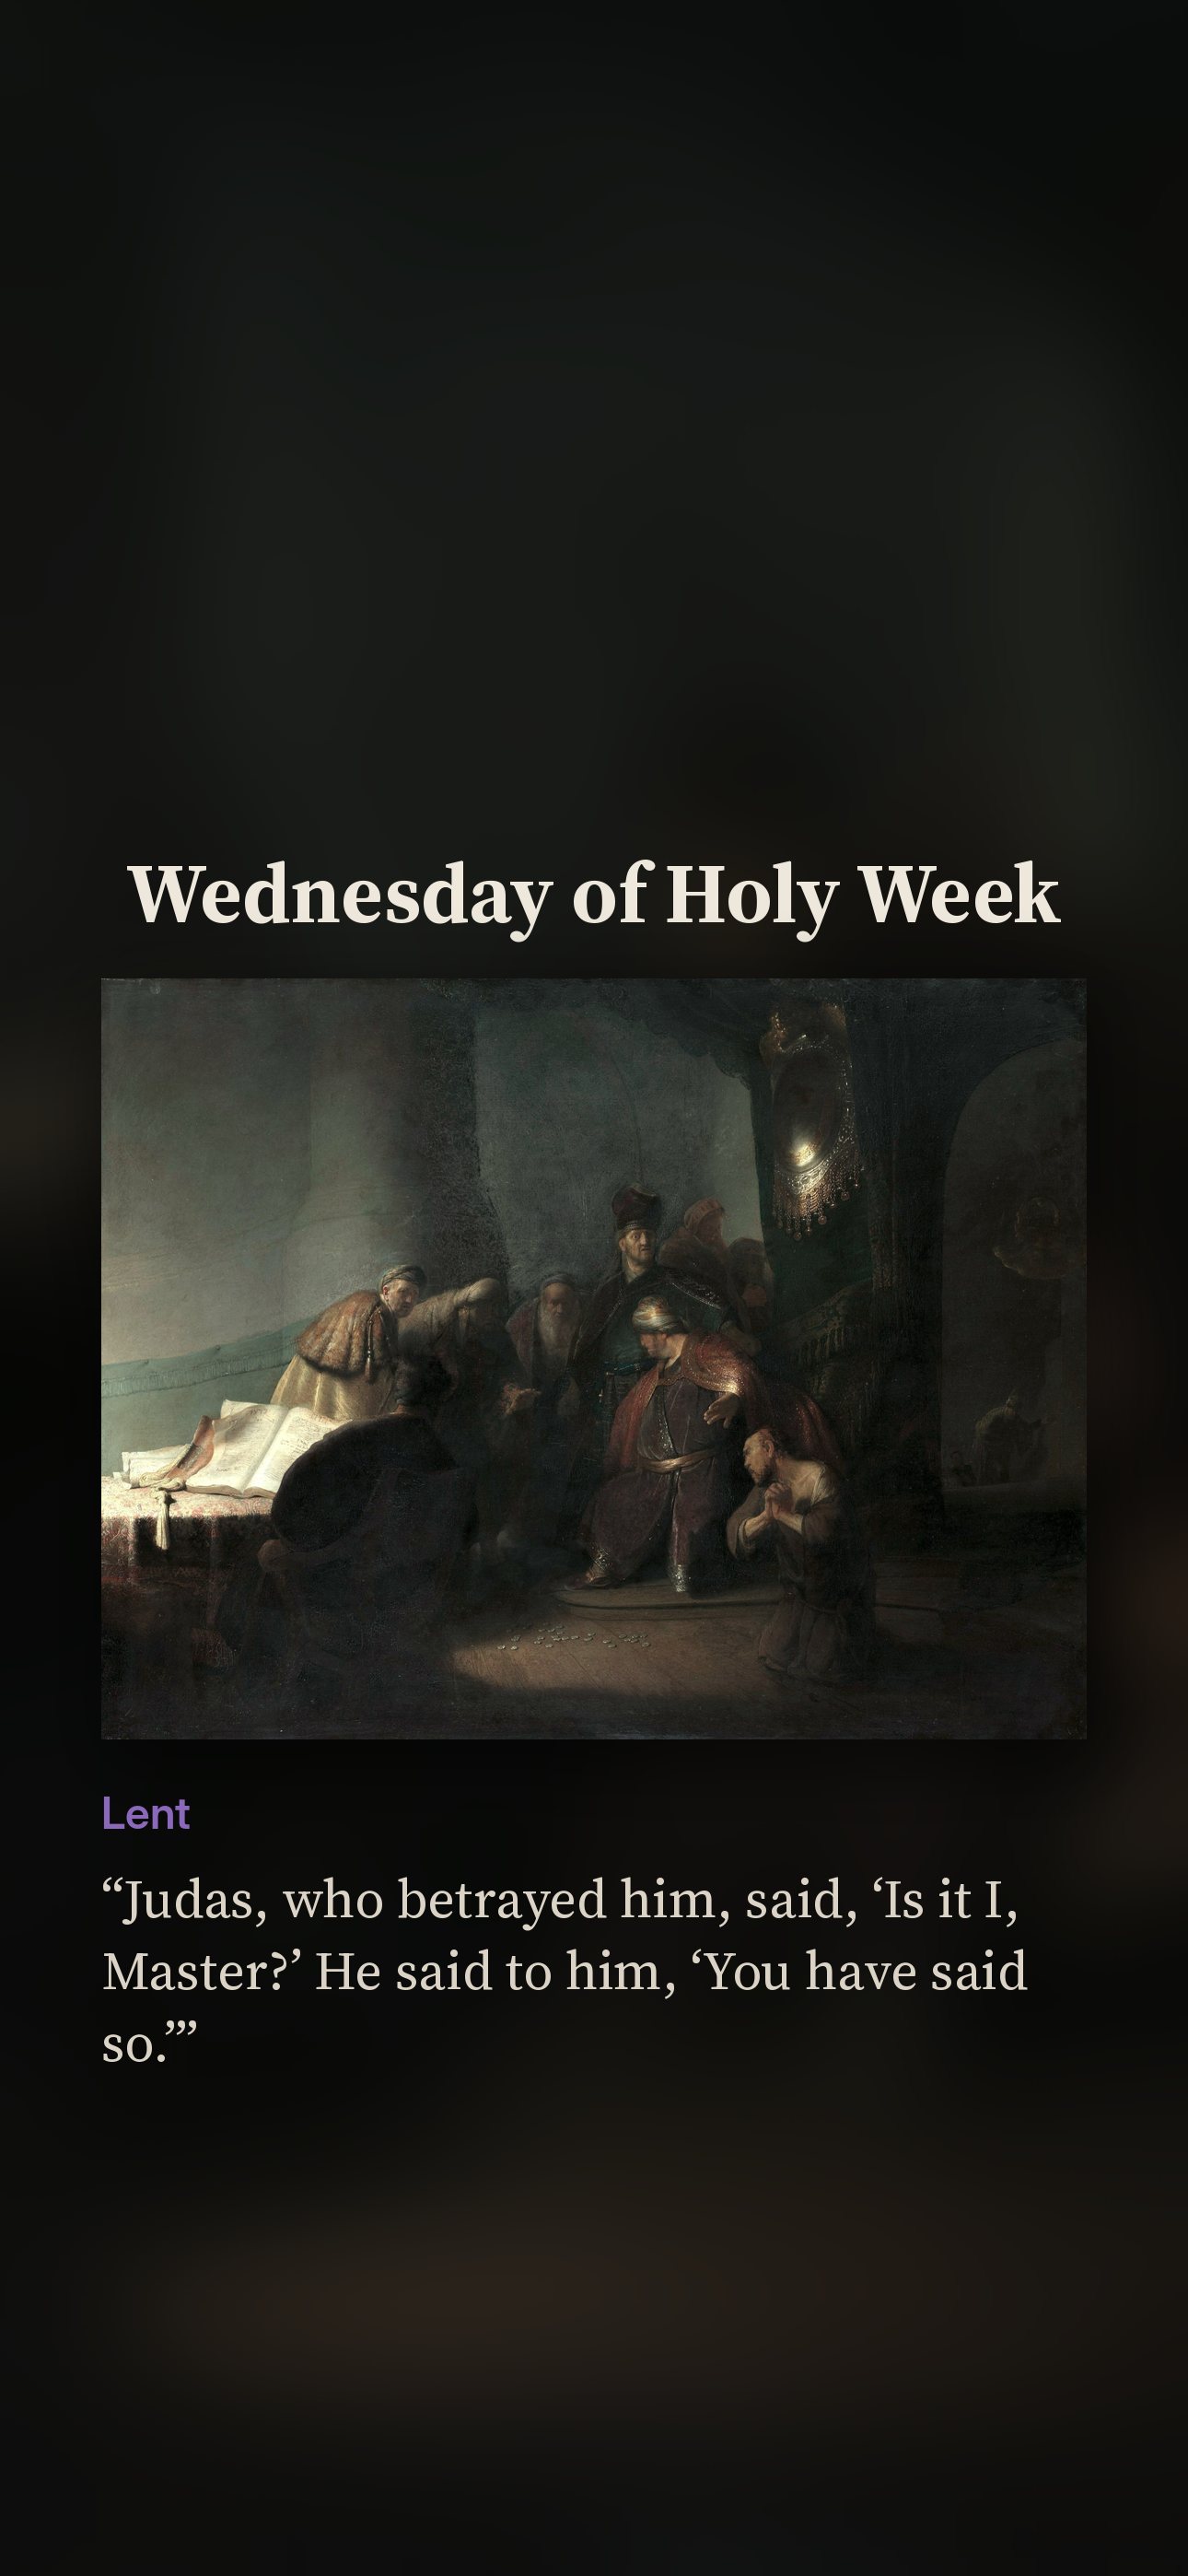 Wednesday of Holy Week
Lent
“Judas, who betrayed him, said, ‘Is it I,
Master?’ He said to him, ‘You have said
so.’”